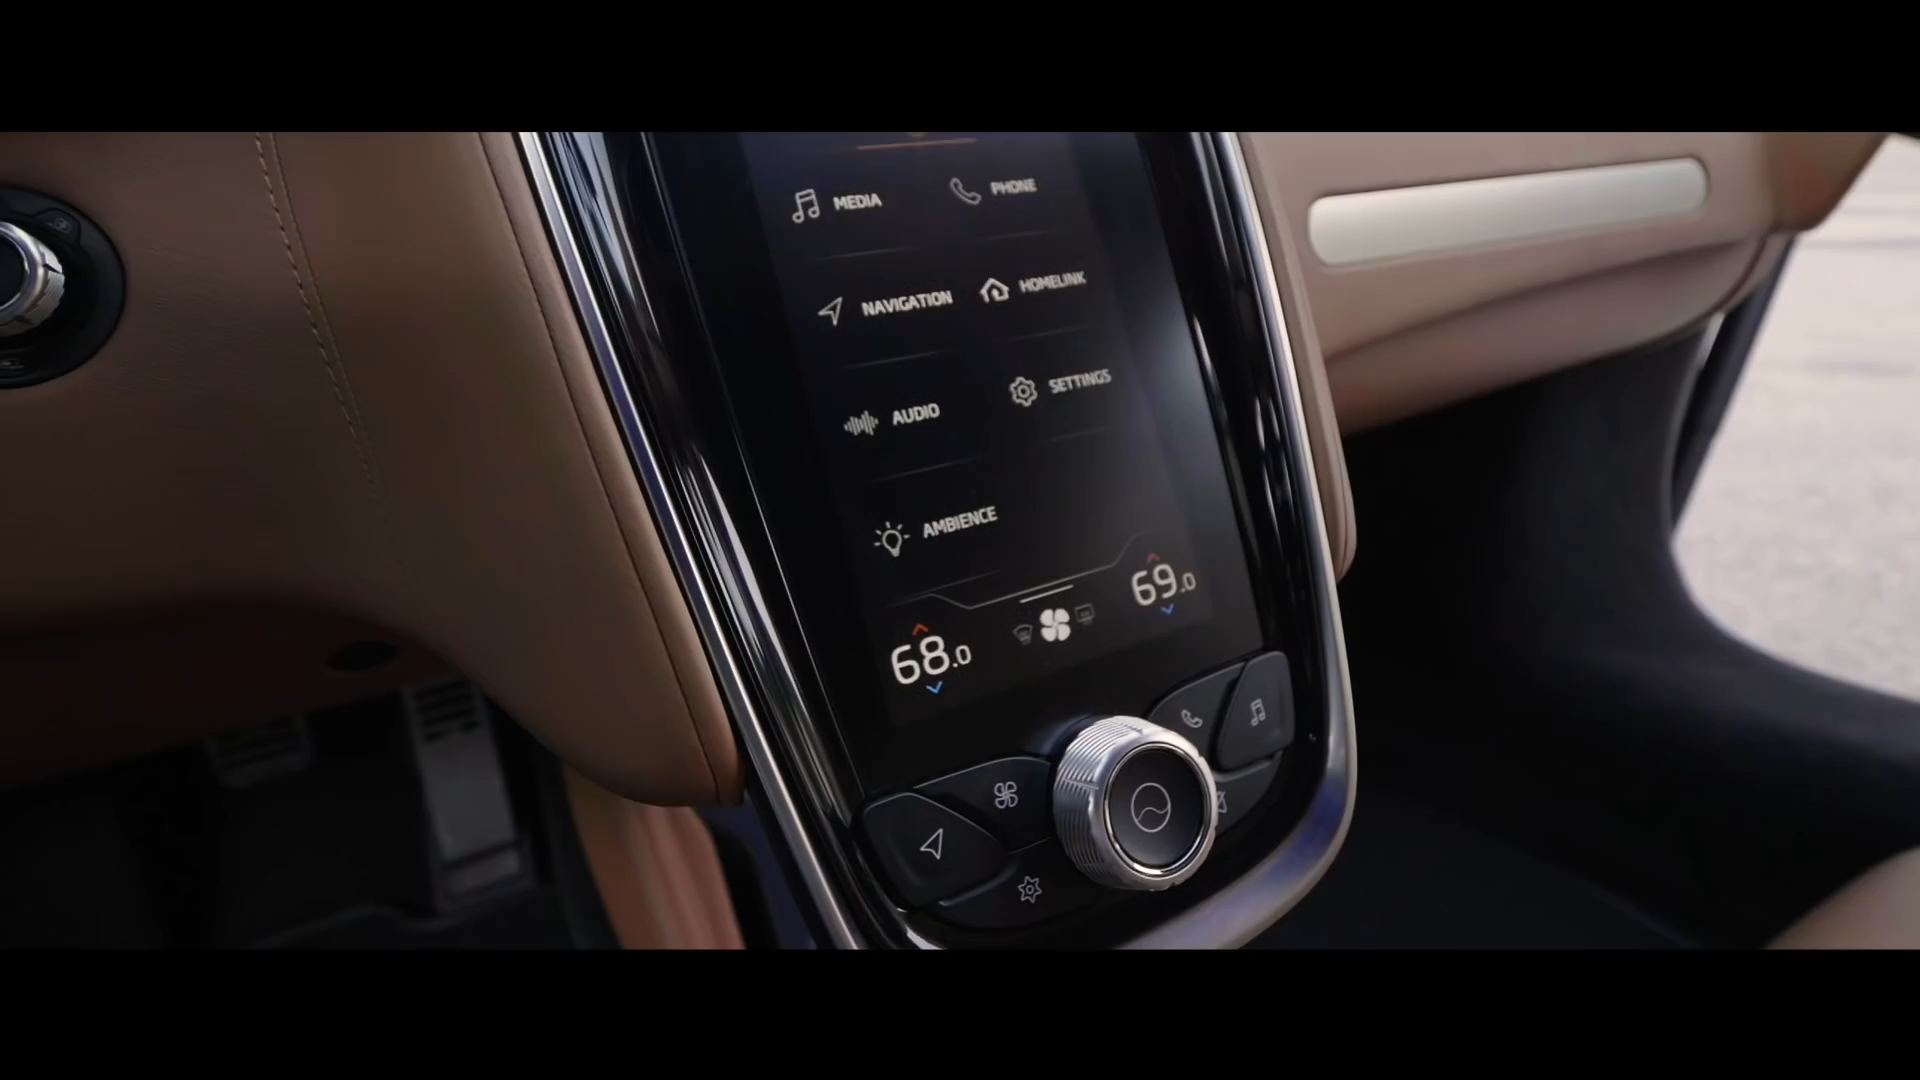 MEDIA
PHONE
NAVIGATION
HOMELINK
AUDIO
SETTINGS
AMBIENCE
68.0
69.0